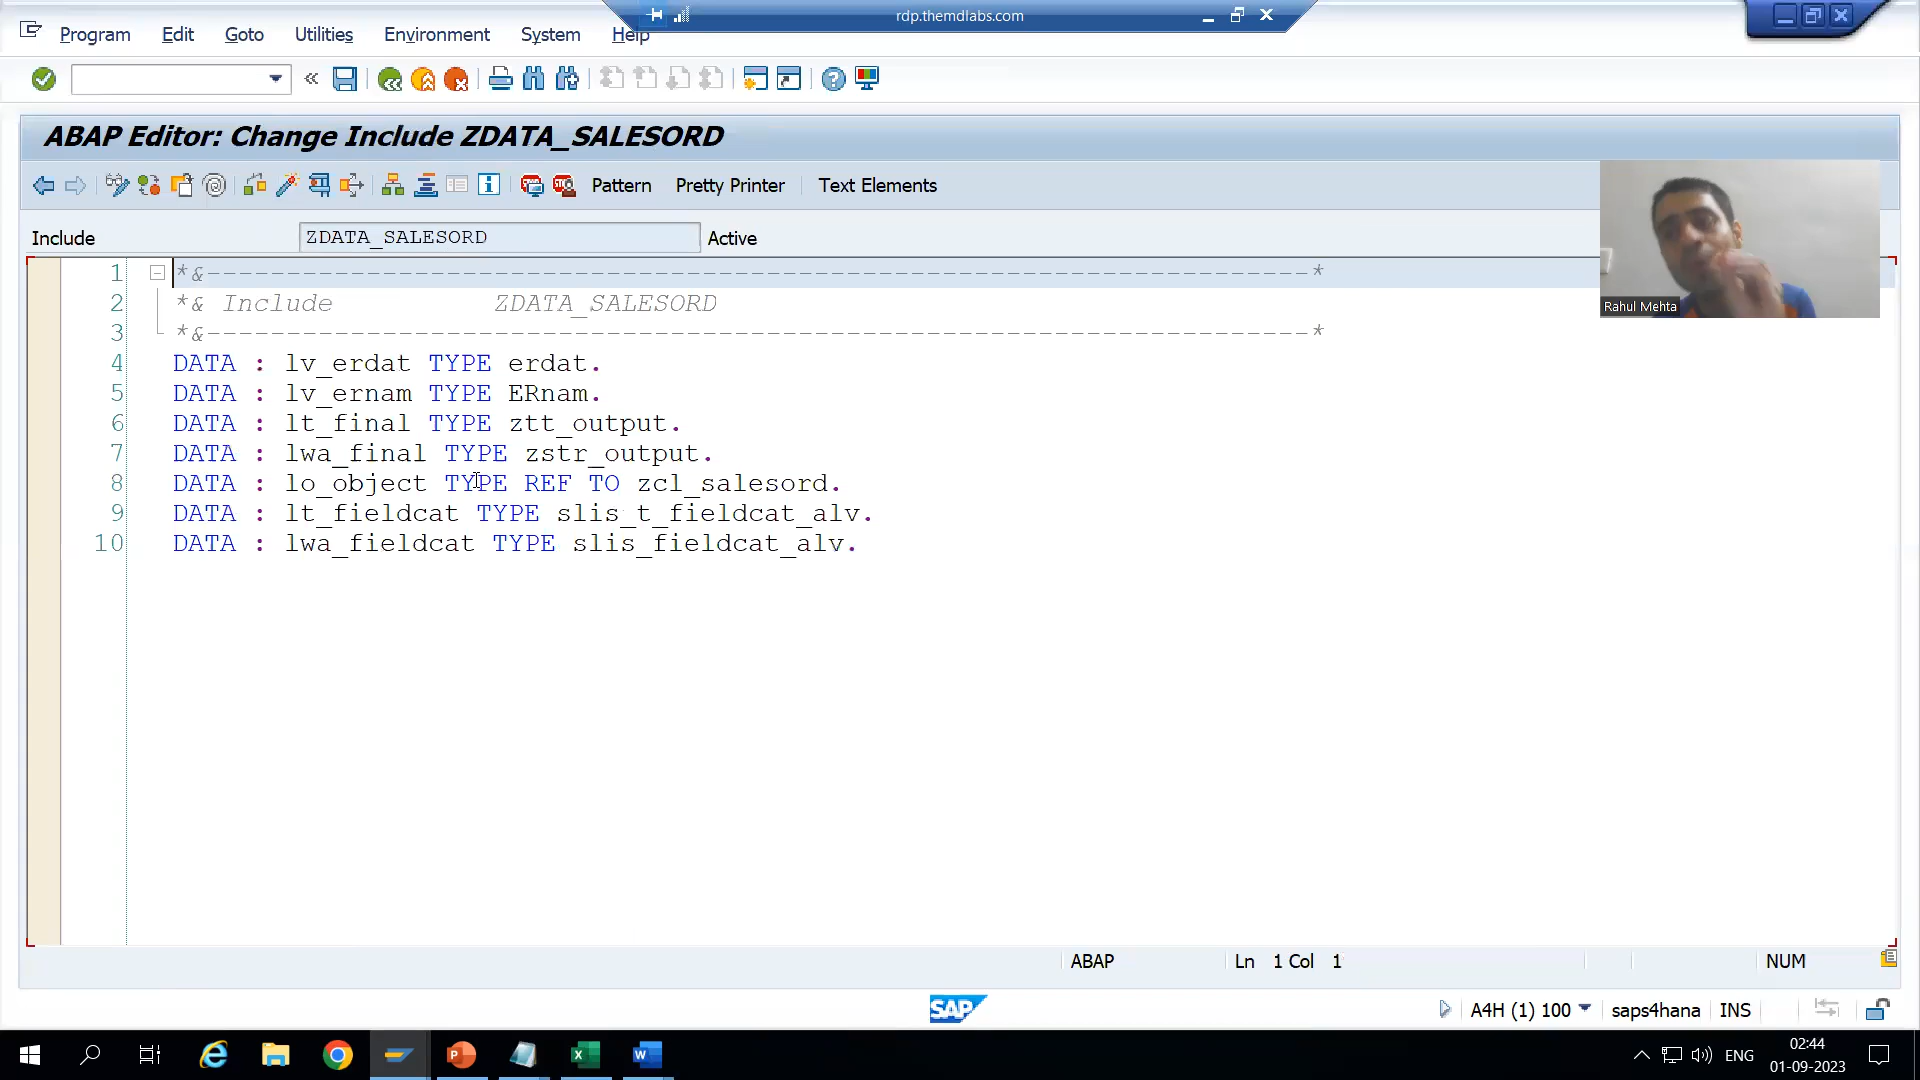 rdp.themdlabs.com
Program Edit Goto Utilities Environment System Help
ABAP Editor: Change Include ZDATA_SALESORD
Pattern Pretty Printer Text Elements
Include ZDATA_SALESORD Active
Rahul Mehta
1 *&---------------------------------------------------------------------*
2 *& Include ZDATA_SALESORD
3 *&---------------------------------------------------------------------*
4 DATA : lv_erdat TYPE erdat.
5 DATA : lv_ernam TYPE ERnam.
6 DATA : lt_final TYPE ztt_output.
7 DATA : lwa_final TYPE zstr_output.
8 DATA : lo_object TYPE REF TO zcl_salesord.
9 DATA : lt_fieldcat TYPE slis_t_fieldcat_alv.
10 DATA : lwa_fieldcat TYPE slis_fieldcat_alv.
ABAP Ln 1 Col 1 NUM
SAP A4H (1) 100 saps4hana INS
ENG 02:44
01-09-2023